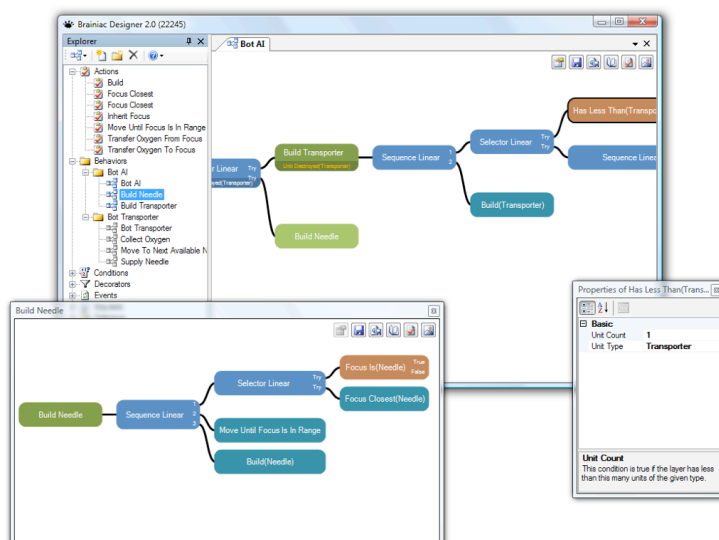 Brainiac Designer 2.0 (22245)
Explorer
Bot AI
Actions
Build
Focus Closest
Focus Closest
Inherit Focus
Move Until Focus Is In Range
Transfer Oxygen From Focus
Transfer Oxygen To Focus
Behaviors
Bot AI
Bot AI
Build Needle
Build Transporter
Bot Transporter
Bot Transporter
Collect Oxygen
Move To Next Available N
Supply Needle
Conditions
Decorators
Events
r Linear
Try
Try
yed(Transporter)
Build Transporter
Unit Destroyed(Transporter)
Build Needle
Sequence Linear
1
2
Selector Linear
Try
Try
Build(Transporter)
Has Less Than(Transpo
Sequence Linea
Build Needle
Build Needle
Sequence Linear
1
2
3
Selector Linear
Try
Try
Focus Is(Needle)
True
False
Focus Closest(Needle)
Move Until Focus Is In Range
Build(Needle)
Properties of Has Less Than(Trans...
Basic
Unit Count 1
Unit Type Transporter
Unit Count
This condition is true if the layer has less
than this many units of the given type.